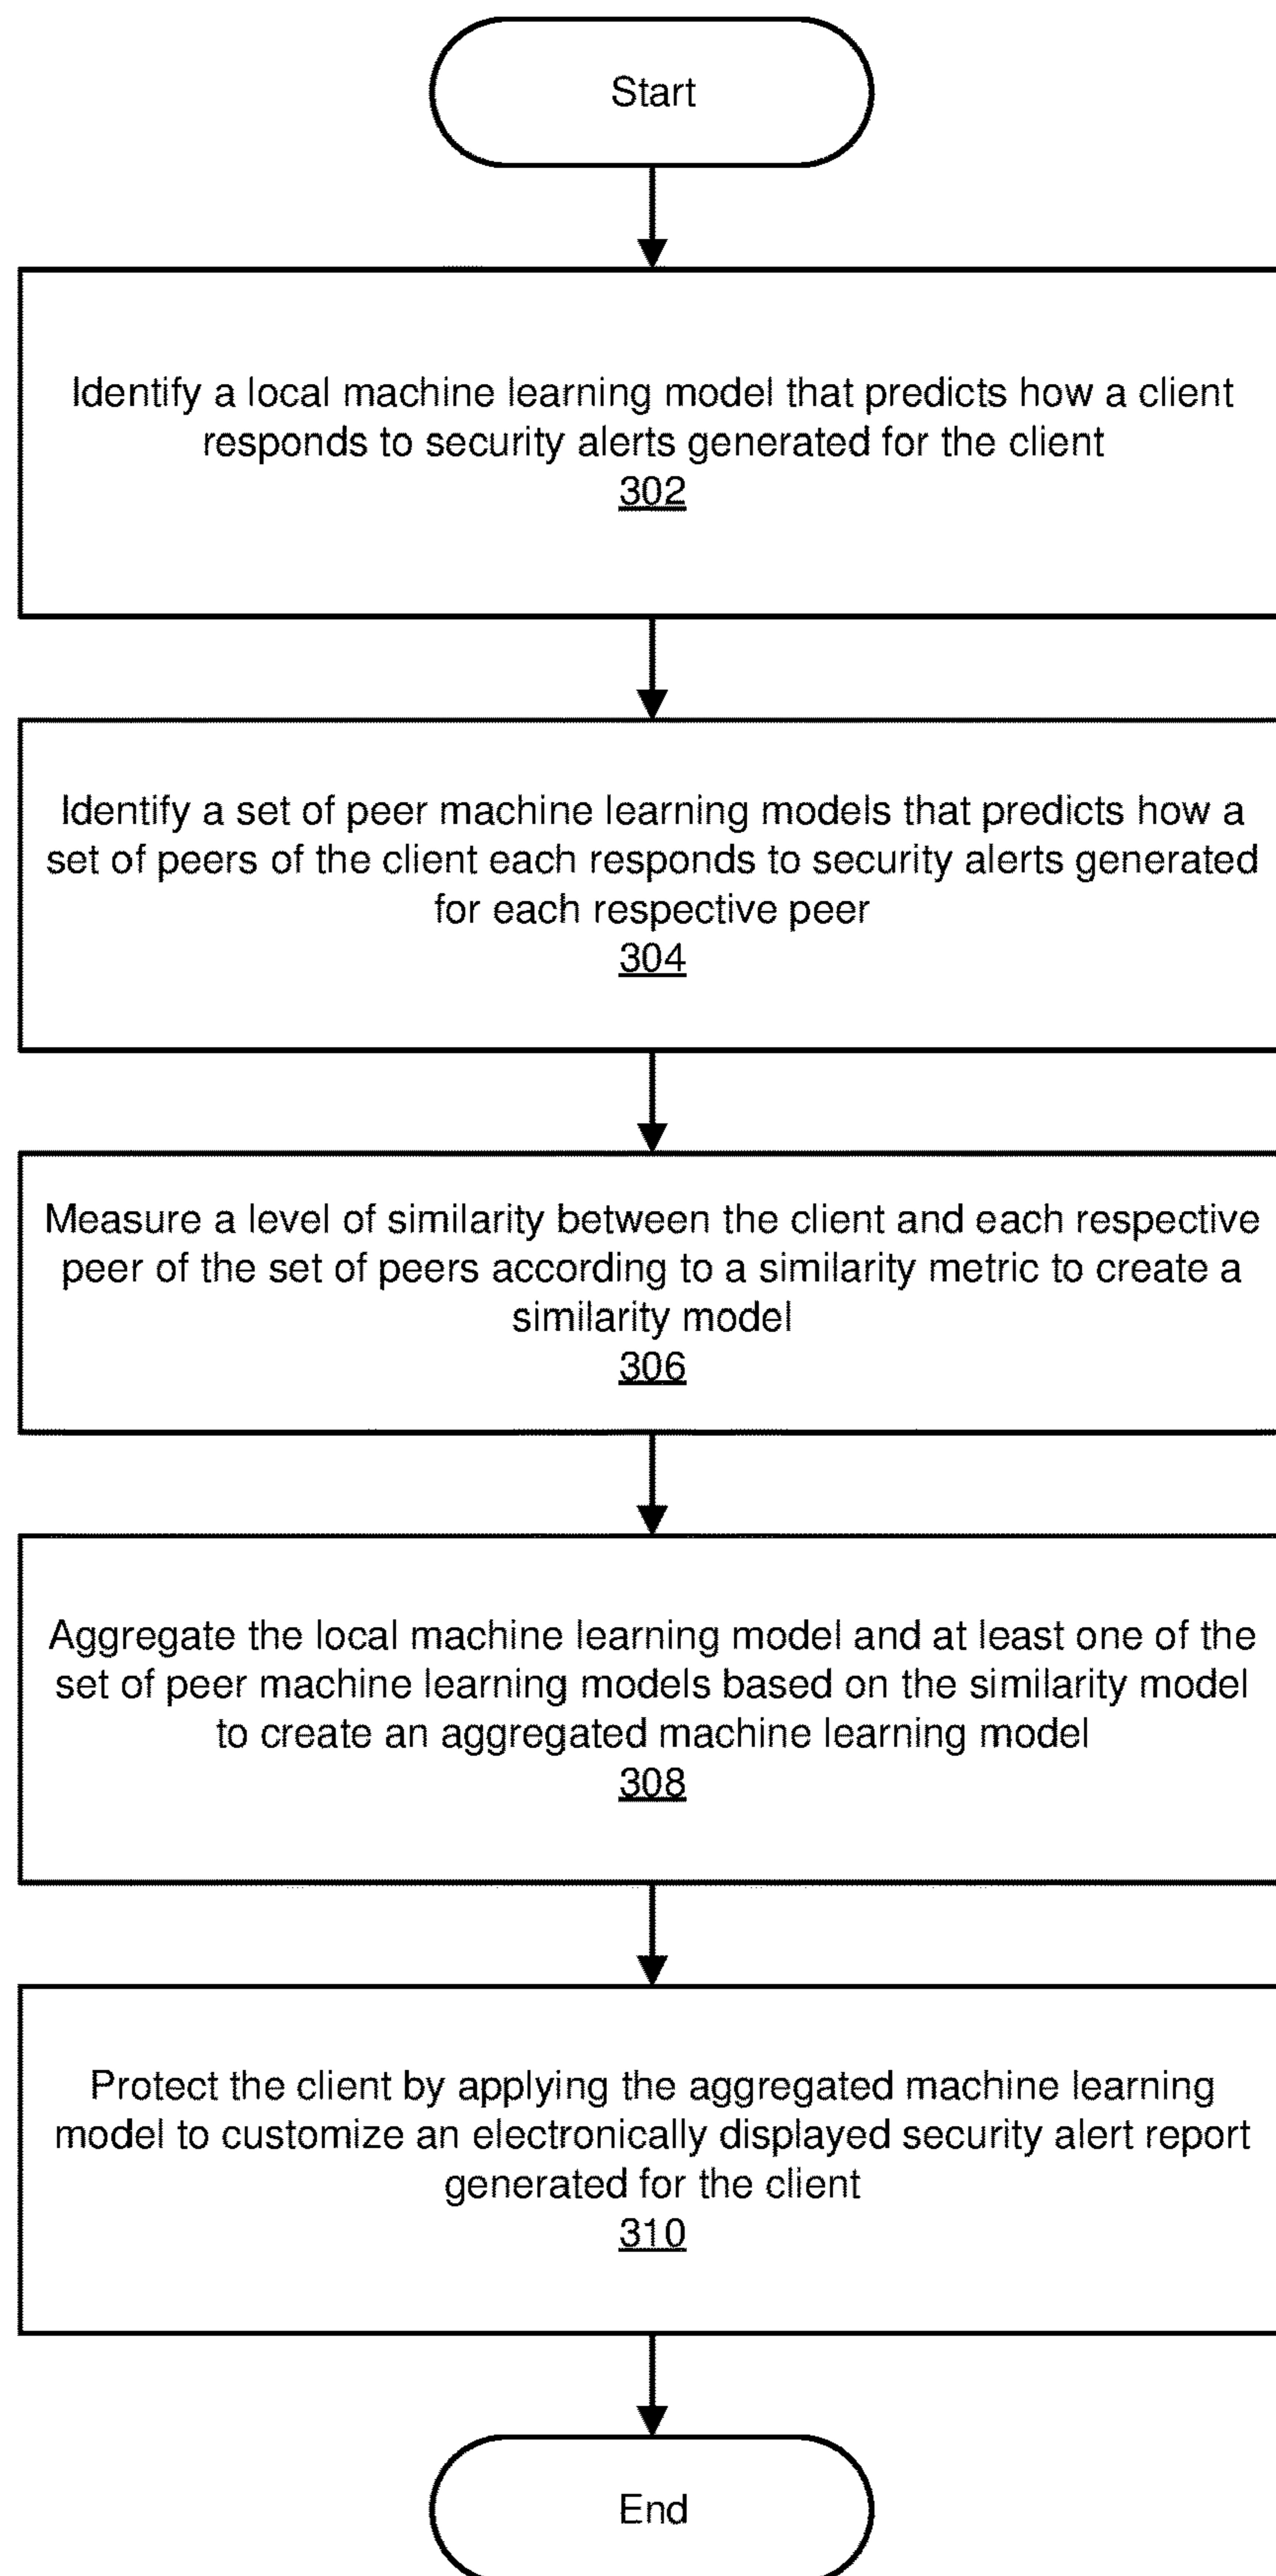 Start
Identify a local machine learning model that predicts how a client
responds to security alerts generated for the client
302
Identify a set of peer machine learning models that predicts how a
set of peers of the client each responds to security alerts generated
for each respective peer
304
Measure a level of similarity between the client and each respective
peer of the set of peers according to a similarity metric to create a
similarity model
306
Aggregate the local machine learning model and at least one of the
set of peer machine learning models based on the similarity model
to create an aggregated machine learning model
308
Protect the client by applying the aggregated machine learning
model to customize an electronically displayed security alert report
generated for the client
310
End